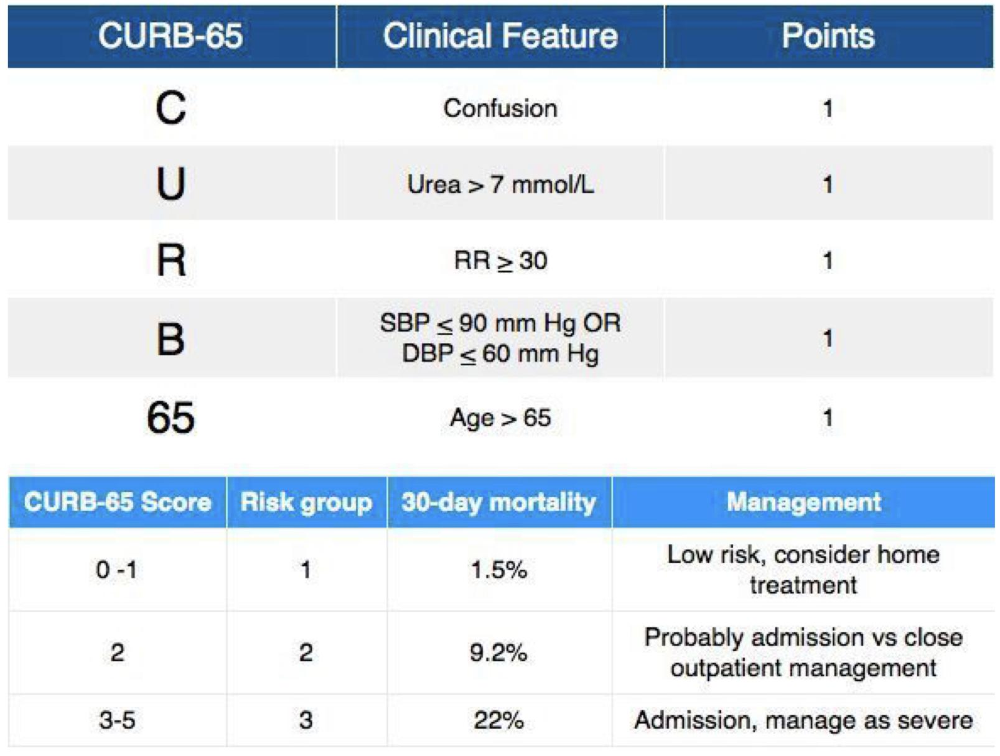 CURB-65 Clinical Feature Points
C Confusion 1
U Urea > 7 mmol/L 1
R RR ≥ 30 1
B SBP ≤ 90 mm Hg OR
DBP ≤ 60 mm Hg 1
65 Age > 65 1
CURB-65 Score Risk group 30-day mortality Management
0 -1 1 1.5% Low risk, consider home
treatment
2 2 9.2% Probably admission vs close
outpatient management
3-5 3 22% Admission, manage as severe